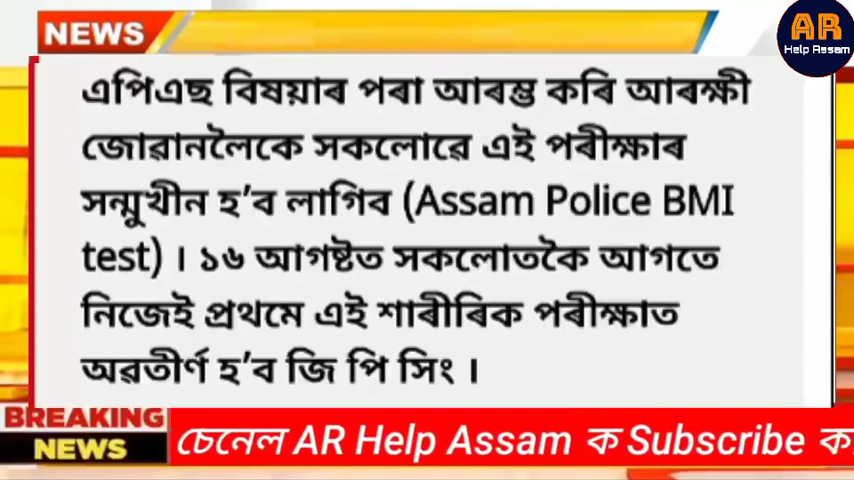 NEWS
AR
Help Assam
এপিএছ বিষয়াৰ পৰা আৰম্ভ কৰি আৰক্ষী
জোৱানলৈকে সকলোৱে এই পৰীক্ষাৰ
সন্মুখীন হ'ব লাগিব (Assam Police BMI
test) । ১৬ আগষ্টত সকলোতকৈ আগতে
নিজেই প্ৰথমে এই শাৰীৰিক পৰীক্ষাত
অৱতীৰ্ণ হ'ব জি পি সিং ।
BREAKING
NEWS
চেনেল AR Help Assam ক Subscribe ক